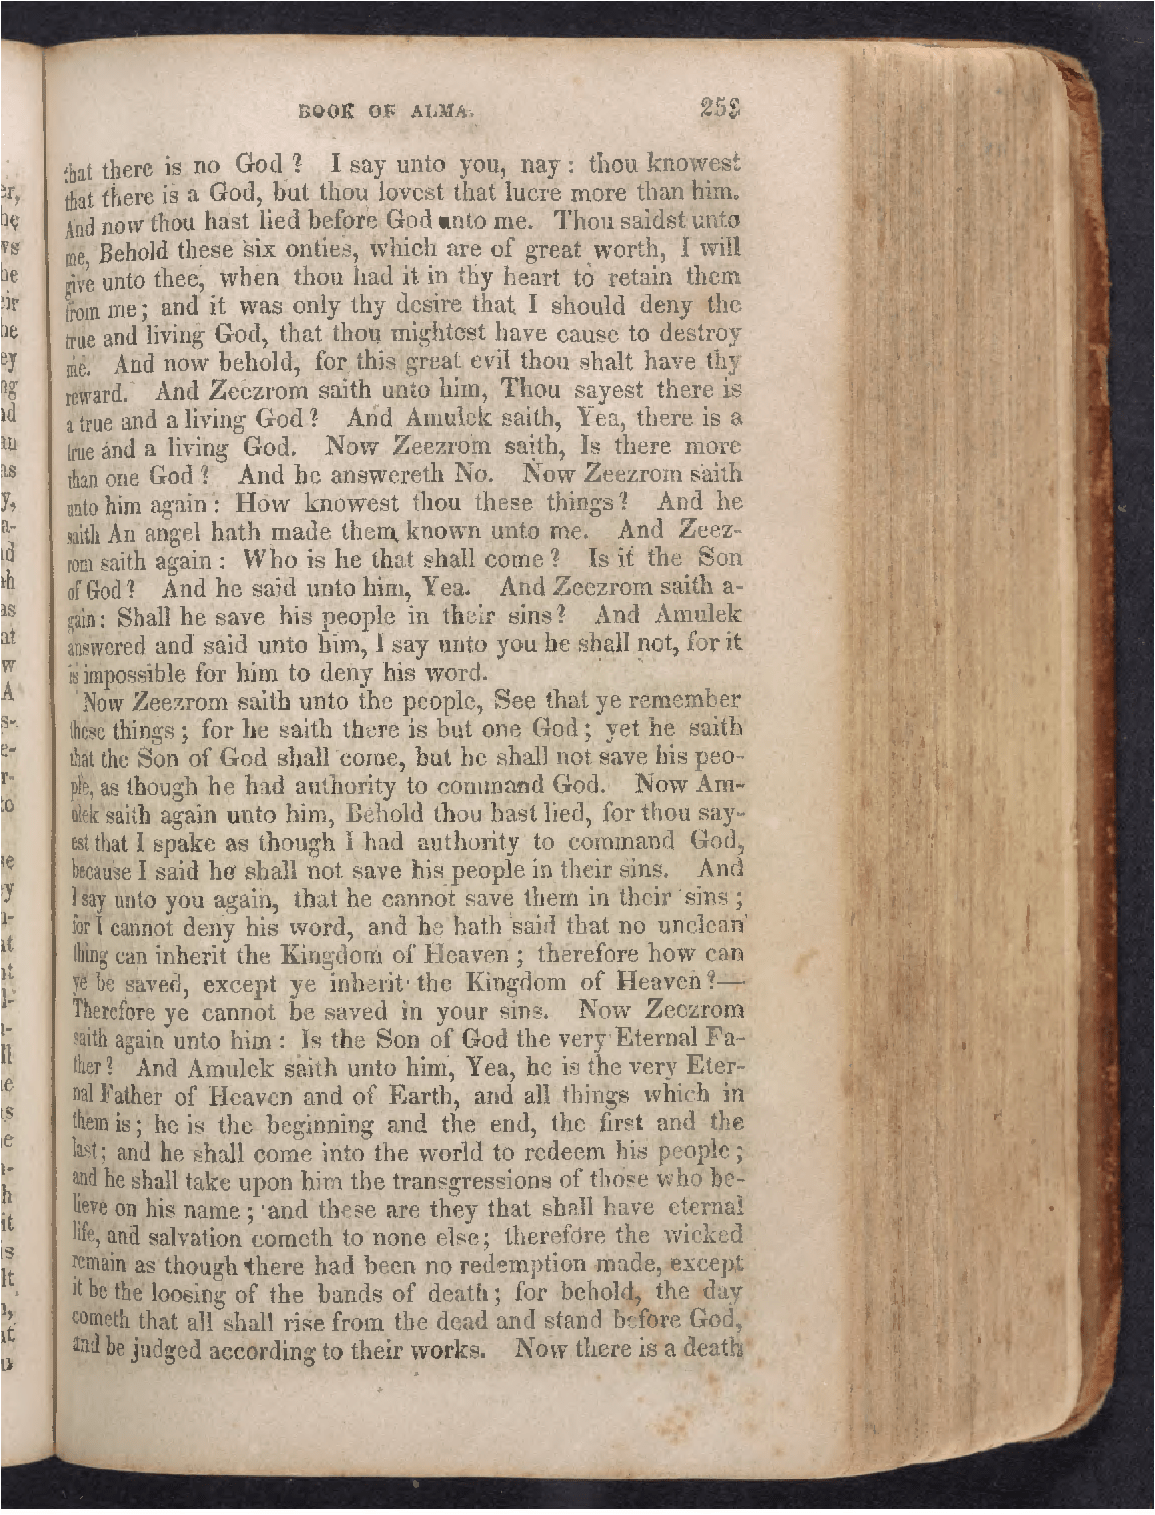 BOOK OF ALMA. 253
that there is no God? I say unto you, nay: thou knowest
that there is a God, but thou lovest that lucre more than him.
And now thou hast lied before God unto me. Thou saidst unto
me, Behold these six onties, which are of great worth, I will
give unto thee, when thou had it in thy heart to retain them
from me; and it was only thy desire that I should deny the
true and living God, that thou mightest have cause to destroy
me. And now behold, for this great evil thou shalt have thy
reward. And Zeezrom saith unto him, Thou sayest there is
a true and a living God? And Amulek saith, Yea, there is a
true and a living God. Now Zeezrom saith, Is there more
than one God? And he answereth No. Now Zeezrom saith
unto him again: How knowest thou these things? And he
saith An angel hath made them known unto me. And Zeez-
rom saith again: Who is he that shall come? Is it the Son
of God? And he said unto him, Yea. And Zeezrom saith a-
gain: Shall he save his people in their sins? And Amulek
answered and said unto him, I say unto you he shall not, for it
is impossible for him to deny his word.
Now Zeezrom saith unto the people, See that ye remember
these things; for he saith there is but one God; yet he saith
that the Son of God shall come, but he shall not save his peo-
ple, as though he had authority to command God. Now Am-
ulek saith again unto him, Behold thou hast lied, for thou say-
est that I spake as though I had authority to command God,
because I said he shall not save his people in their sins. And
I say unto you again, that he cannot save them in their sins;
for I cannot deny his word, and he hath said that no unclean
thing can inherit the Kingdom of Heaven; therefore how can
ye be saved, except ye inherit the Kingdom of Heaven?—
Therefore ye cannot be saved in your sins. Now Zeezrom
saith again unto him: Is the Son of God the very Eternal Fa-
ther? And Amulek saith unto him, Yea, he is the very Eter-
nal Father of Heaven and of Earth, and all things which in
them is; he is the beginning and the end, the first and the
last; and he shall come into the world to redeem his people;
and he shall take upon him the transgressions of those who be-
lieve on his name; and these are they that shall have eternal
life, and salvation cometh to none else; therefore the wicked
remain as though there had been no redemption made, except
it be the loosing of the bands of death; for behold, the day
cometh that all shall rise from the dead and stand before God,
and be judged according to their works. Now there is a death